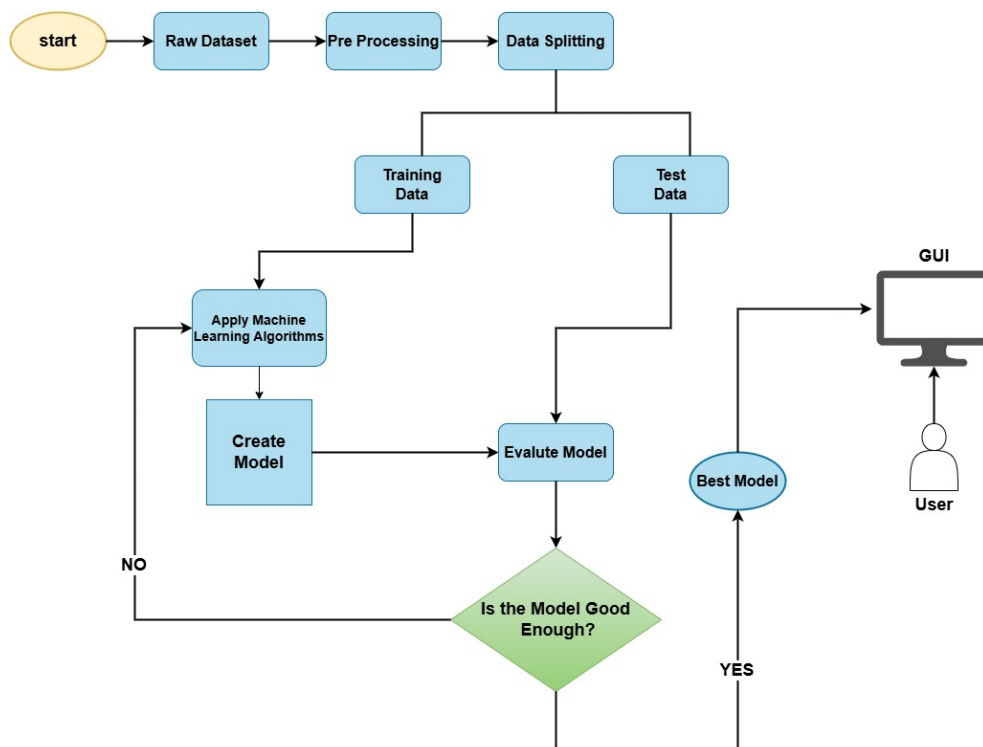 start
Raw Dataset
Pre Processing
Data Splitting
Training
Data
Test
Data
GUI
Apply Machine
Learning Algorithms
Create
Model
Evalute Model
Best Model
User
NO
Is the Model Good
Enough?
YES